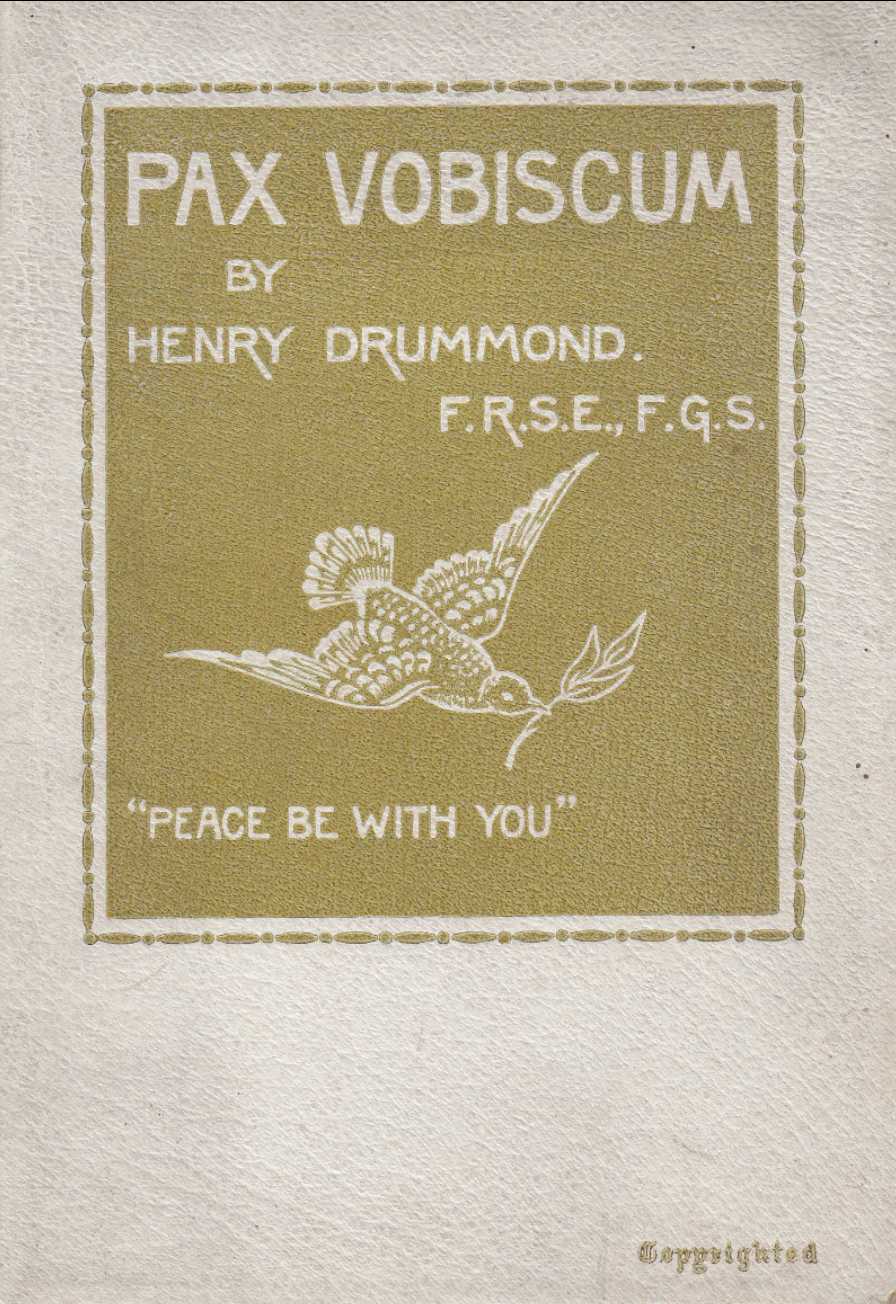 PAX VOBISCUM
BY
HENRY DRUMMOND.
F.R.S.E., F.G.S.
“PEACE BE WITH YOU”
Copyrighted